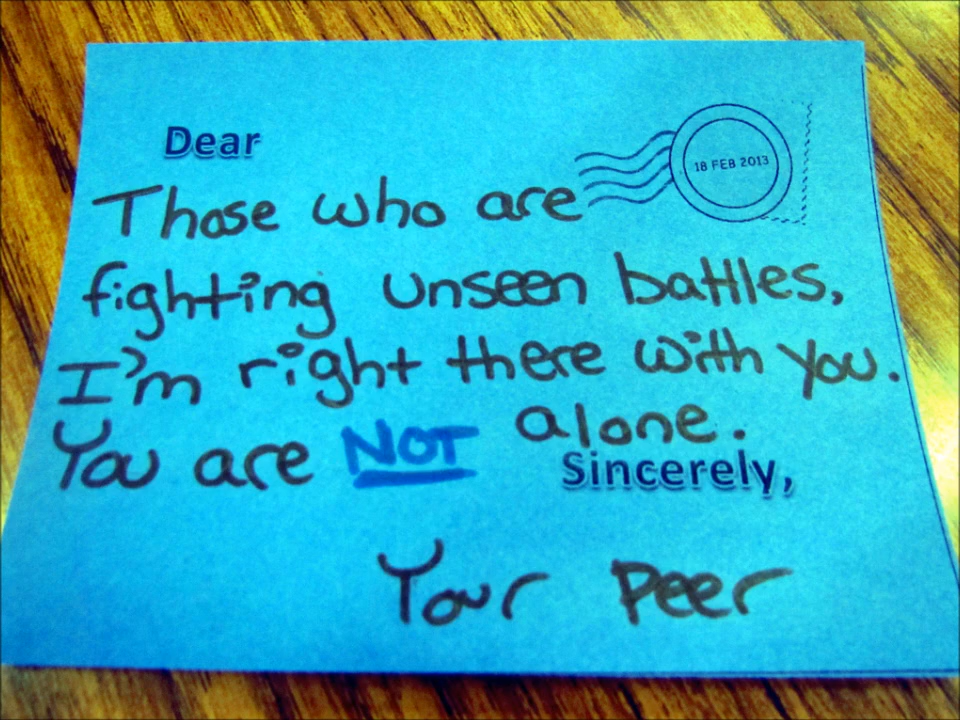 Dear
18 FEB 2013
Those who are
fighting unseen battles,
I'm right there with you.
You are NOT alone.
Sincerely,
Your Peer